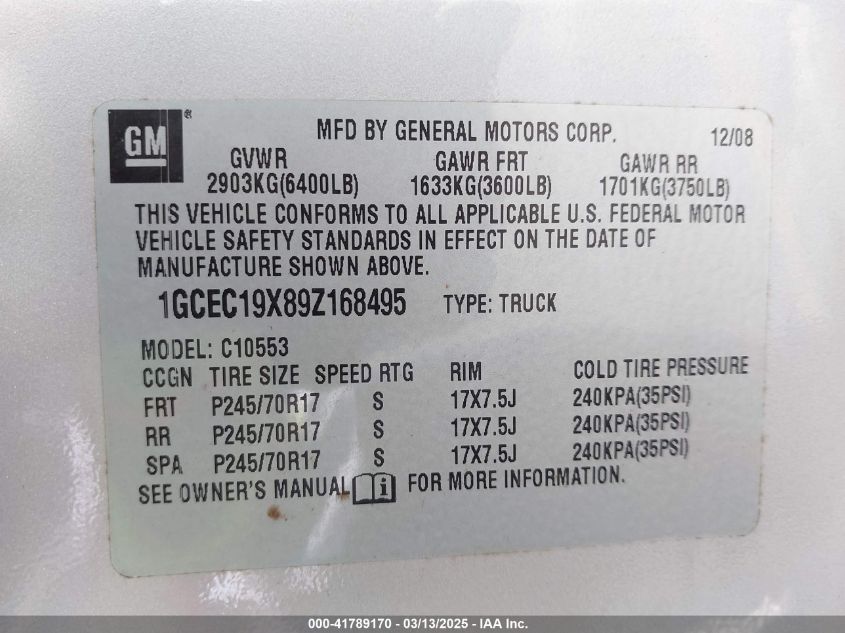 GM®
MFD BY GENERAL MOTORS CORP. 12/08
GVWR GAWR FRT GAWR RR
2903KG(6400LB) 1633KG(3600LB) 1701KG(3750LB)
THIS VEHICLE CONFORMS TO ALL APPLICABLE U.S. FEDERAL MOTOR
VEHICLE SAFETY STANDARDS IN EFFECT ON THE DATE OF
MANUFACTURE SHOWN ABOVE.
1GCEC19X89Z168495 TYPE: TRUCK
MODEL: C10553
CCGN TIRE SIZE SPEED RTG RIM COLD TIRE PRESSURE
FRT P245/70R17 S 17X7.5J 240KPA(35PSI)
RR P245/70R17 S 17X7.5J 240KPA(35PSI)
SPA P245/70R17 S 17X7.5J 240KPA(35PSI)
SEE OWNER'S MANUAL i FOR MORE INFORMATION.
000-41789170 - 03/13/2025 - IAA Inc.